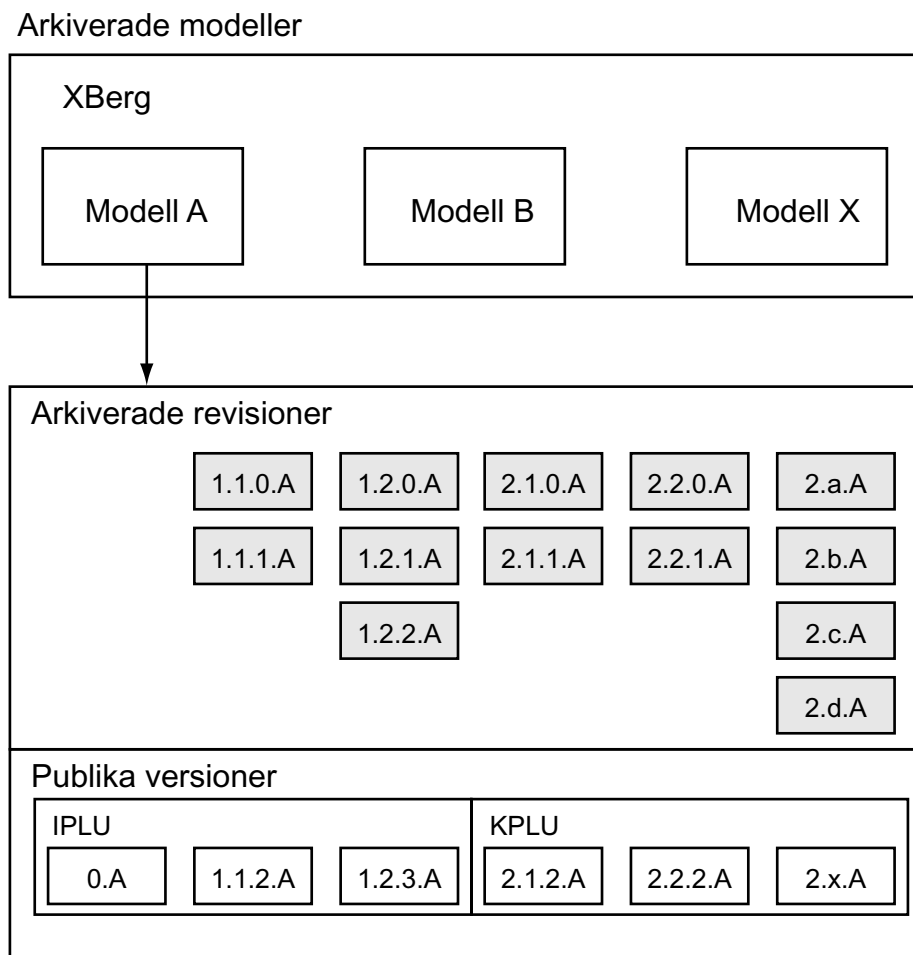 Arkiverade modeller
XBerg
Modell A Modell B Modell X
Arkiverade revisioner
1.1.0.A 1.2.0.A 2.1.0.A 2.2.0.A 2.a.A
1.1.1.A 1.2.1.A 2.1.1.A 2.2.1.A 2.b.A
1.2.2.A 2.c.A
2.d.A
Publika versioner
IPLU KPLU
0.A 1.1.2.A 1.2.3.A 2.1.2.A 2.2.2.A 2.x.A